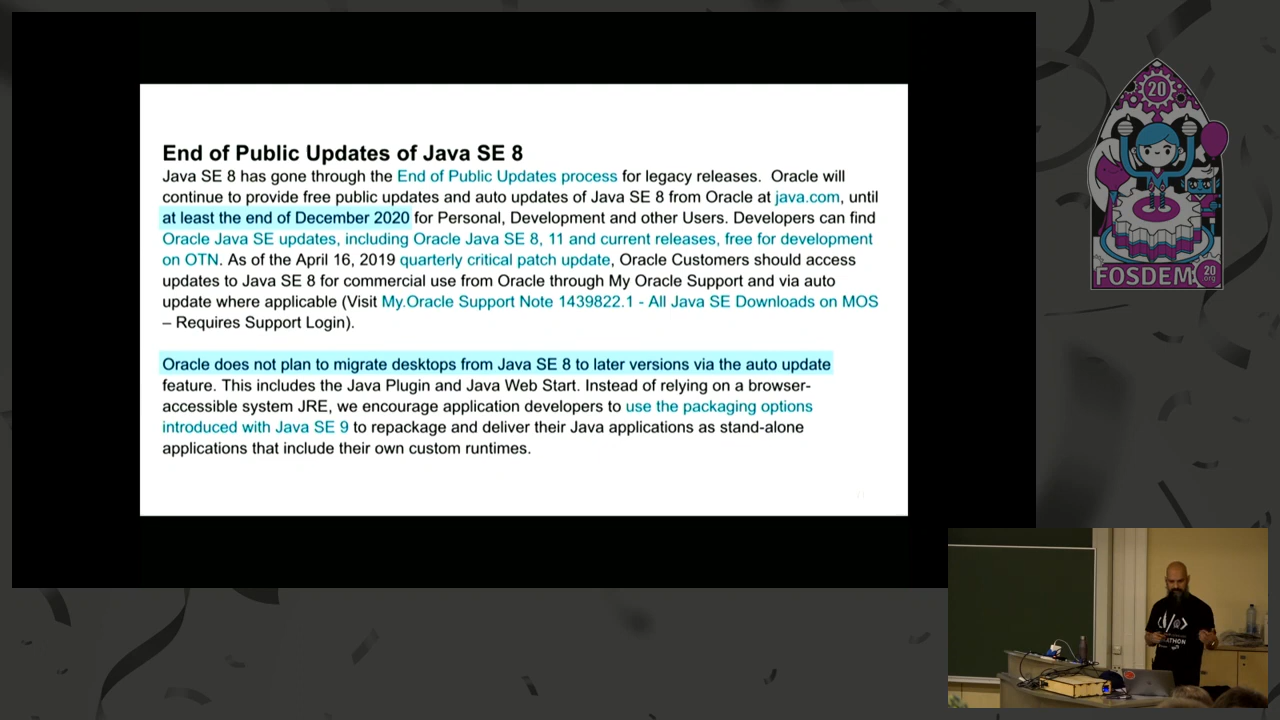 End of Public Updates of Java SE 8
Java SE 8 has gone through the End of Public Updates process for legacy releases.  Oracle will
continue to provide free public updates and auto updates of Java SE 8 from Oracle at java.com, until
at least the end of December 2020 for Personal, Development and other Users. Developers can find
Oracle Java SE updates, including Oracle Java SE 8, 11 and current releases, free for development
on OTN. As of the April 16, 2019 quarterly critical patch update, Oracle Customers should access
updates to Java SE 8 for commercial use from Oracle through My Oracle Support and via auto
update where applicable (Visit My.Oracle Support Note 1439822.1 - All Java SE Downloads on MOS
– Requires Support Login).
Oracle does not plan to migrate desktops from Java SE 8 to later versions via the auto update
feature. This includes the Java Plugin and Java Web Start. Instead of relying on a browser-
accessible system JRE, we encourage application developers to use the packaging options
introduced with Java SE 9 to repackage and deliver their Java applications as stand-alone
applications that include their own custom runtimes.
20
FOSDEM
20
.org